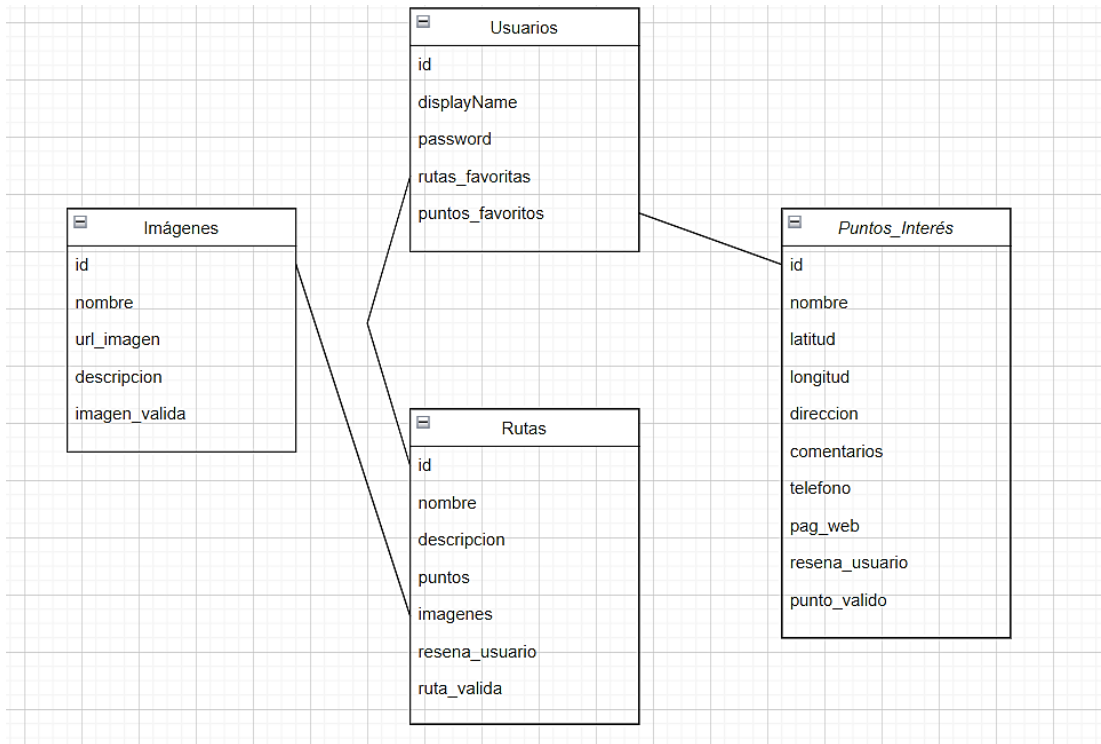 Usuarios
id
displayName
password
rutas_favoritas
puntos_favoritos
Imágenes
id
nombre
url_imagen
descripcion
imagen_valida
Puntos_Interés
id
nombre
latitud
longitud
direccion
comentarios
telefono
pag_web
resena_usuario
punto_valido
Rutas
id
nombre
descripcion
puntos
imagenes
resena_usuario
ruta_valida